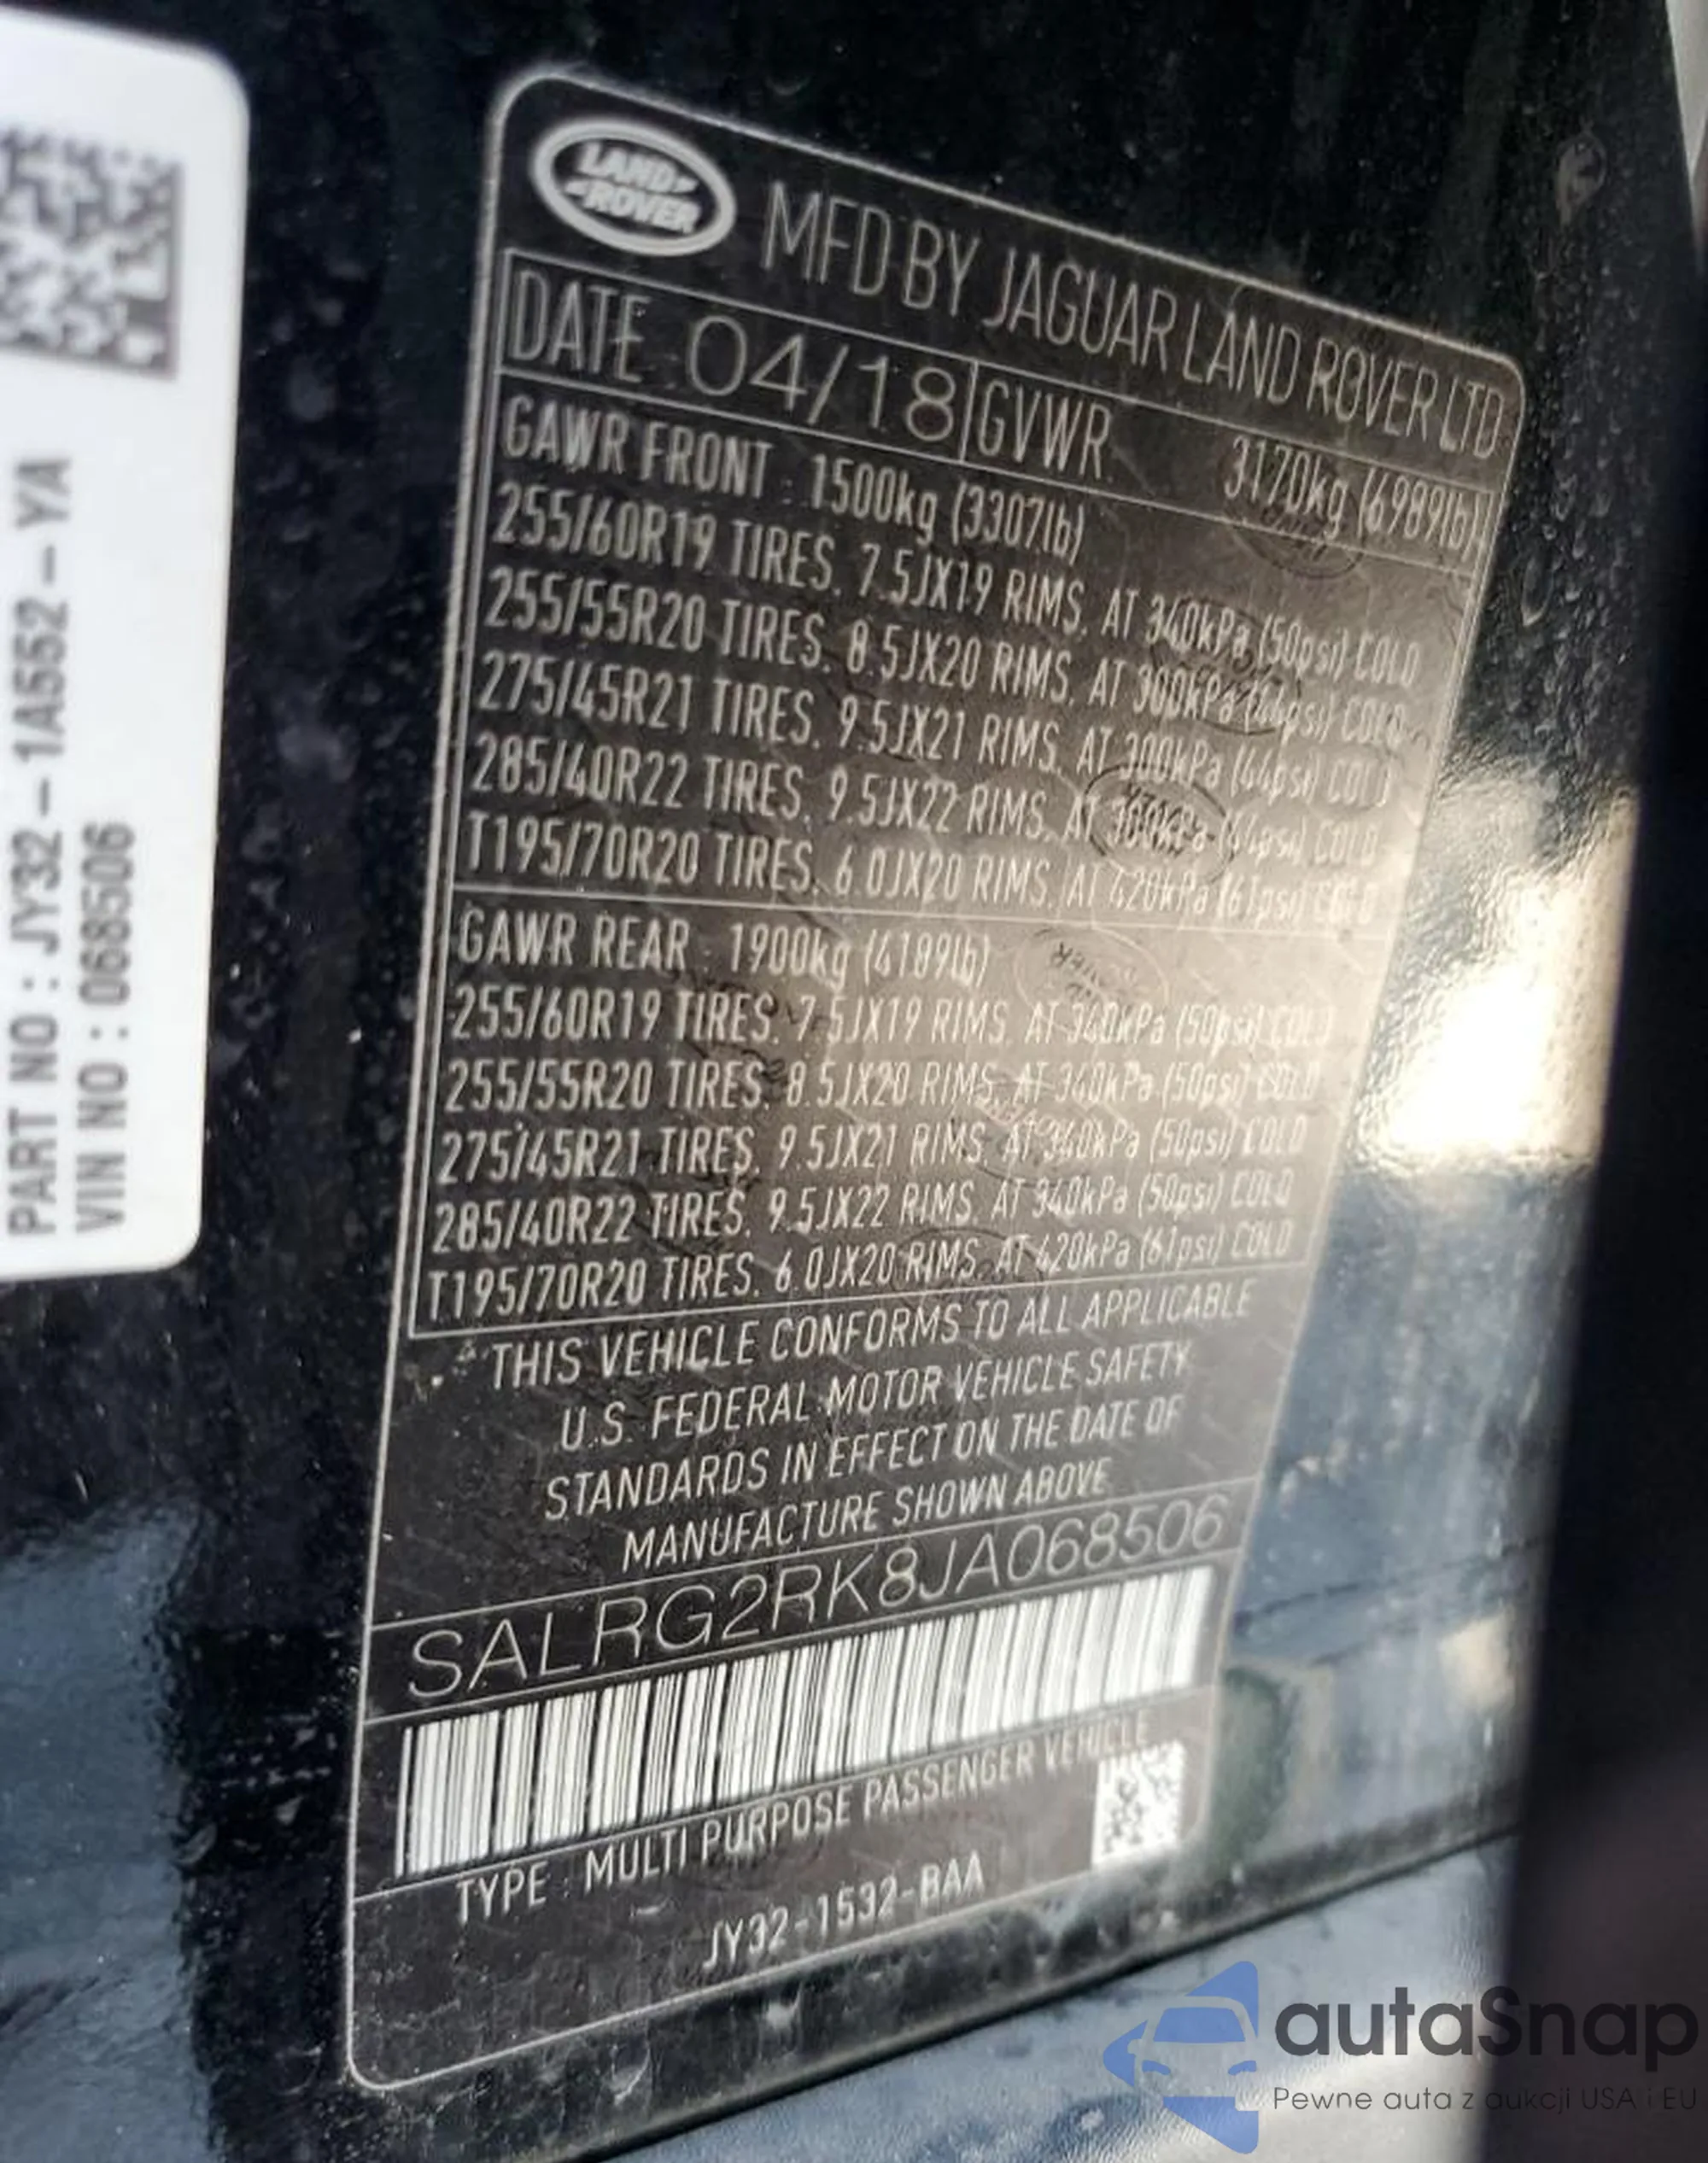 PART NO : JY32-1A552-YA
VIN NO : 068506
LAND
ROVER
MFD BY JAGUAR LAND ROVER LTD
DATE 04/18 GVWR. 3170kg (6989lb)
GAWR FRONT : 1500kg (3307lb)
255/60R19 TIRES. 7.5JX19 RIMS. AT 340kPa (50psi) COLD
255/55R20 TIRES. 8.5JX20 RIMS. AT 300kPa (44psi) COLD
275/45R21 TIRES. 9.5JX21 RIMS. AT 300kPa (44psi) COLD
285/40R22 TIRES. 9.5JX22 RIMS. AT 300kPa (44psi) COLD
T195/70R20 TIRES. 6.0JX20 RIMS. AT 420kPa (61psi) COLD
GAWR REAR : 1900kg (4189lb)
255/60R19 TIRES. 7.5JX19 RIMS. AT 340kPa (50psi) COLD
255/55R20 TIRES. 8.5JX20 RIMS. AT 340kPa (50psi) COLD
275/45R21 TIRES. 9.5JX21 RIMS. AT 340kPa (50psi) COLD
285/40R22 TIRES. 9.5JX22 RIMS. AT 340kPa (50psi) COLD
T195/70R20 TIRES. 6.0JX20 RIMS. AT 420kPa (61psi) COLD
THIS VEHICLE CONFORMS TO ALL APPLICABLE
U.S. FEDERAL MOTOR VEHICLE SAFETY
STANDARDS IN EFFECT ON THE DATE OF
MANUFACTURE SHOWN ABOVE
SALRG2RK8JA068506
TYPE : MULTI PURPOSE PASSENGER VEHICLE
JY32-1532-BAA
autaSnap
Pewne auta z aukcji USA i EU